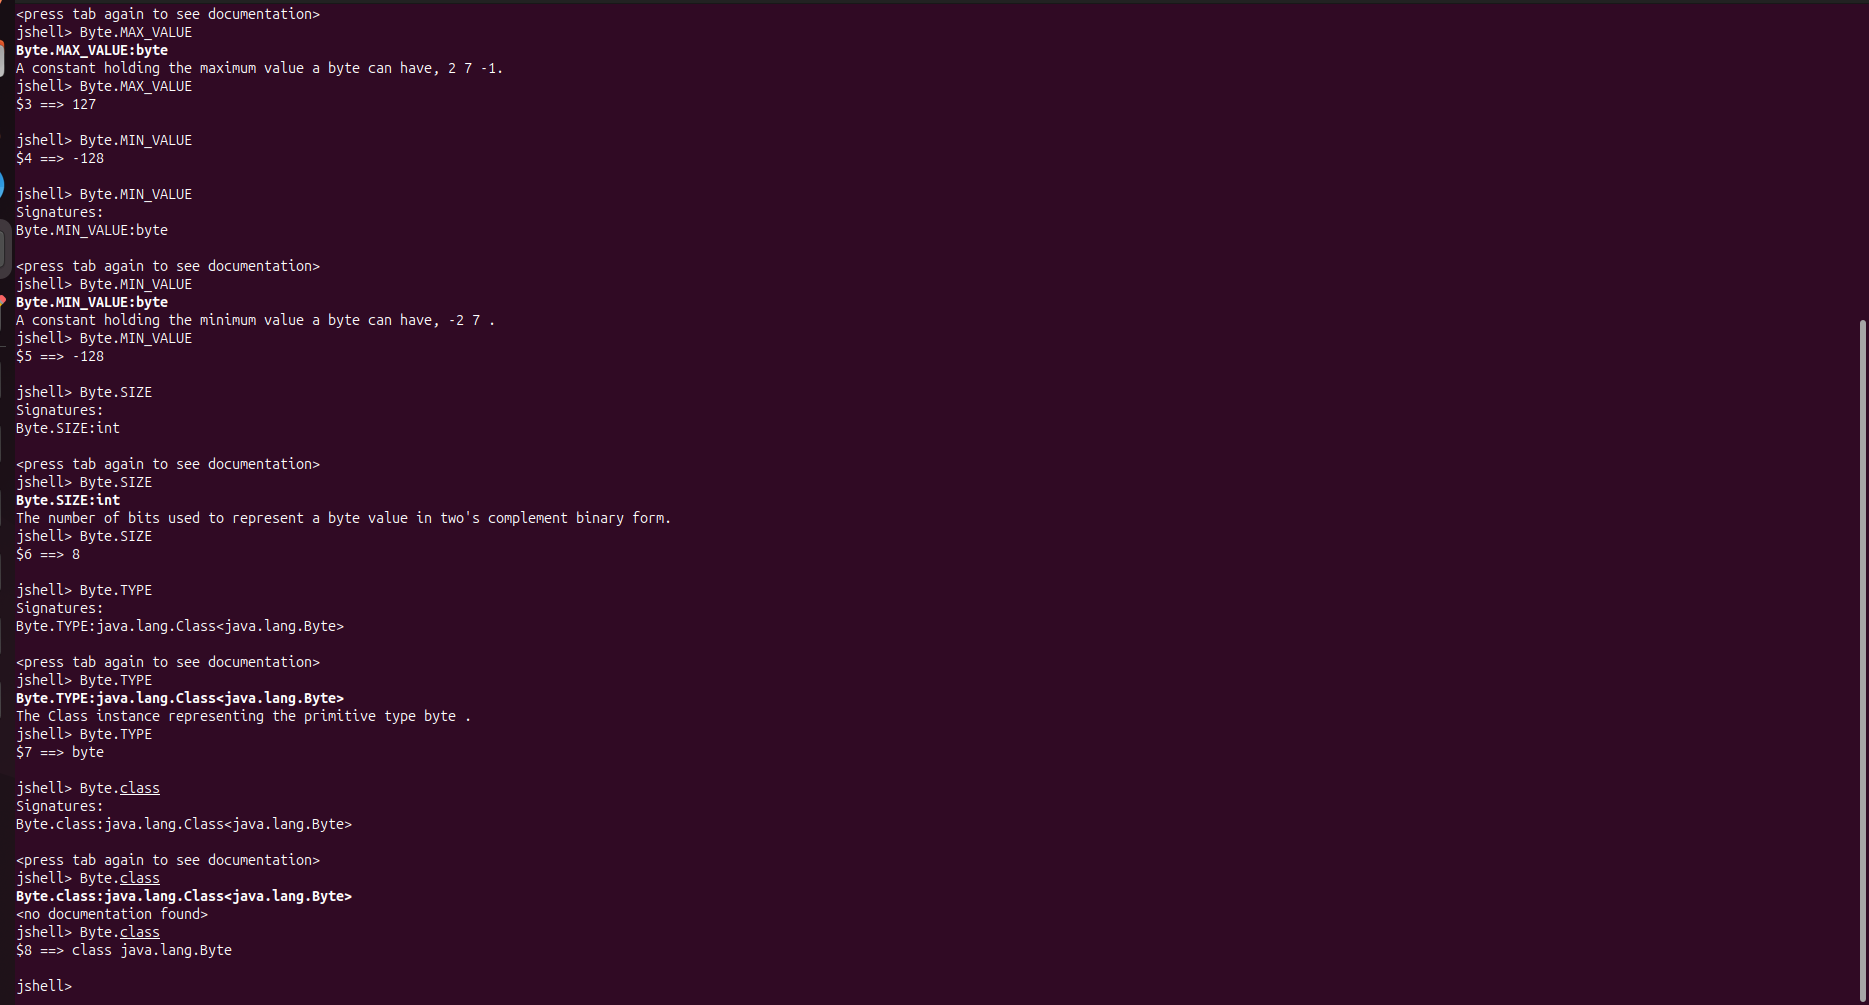 <press tab again to see documentation>
jshell> Byte.MAX_VALUE
Byte.MAX_VALUE:byte
A constant holding the maximum value a byte can have, 2 7 -1.
jshell> Byte.MAX_VALUE
$3 ==> 127
jshell> Byte.MIN_VALUE
$4 ==> -128
jshell> Byte.MIN_VALUE
Signatures:
Byte.MIN_VALUE:byte
<press tab again to see documentation>
jshell> Byte.MIN_VALUE
Byte.MIN_VALUE:byte
A constant holding the minimum value a byte can have, -2 7 .
jshell> Byte.MIN_VALUE
$5 ==> -128
jshell> Byte.SIZE
Signatures:
Byte.SIZE:int
<press tab again to see documentation>
jshell> Byte.SIZE
Byte.SIZE:int
The number of bits used to represent a byte value in two's complement binary form.
jshell> Byte.SIZE
$6 ==> 8
jshell> Byte.TYPE
Signatures:
Byte.TYPE:java.lang.Class<java.lang.Byte>
<press tab again to see documentation>
jshell> Byte.TYPE
Byte.TYPE:java.lang.Class<java.lang.Byte>
The Class instance representing the primitive type byte .
jshell> Byte.TYPE
$7 ==> byte
jshell> Byte.class
Signatures:
Byte.class:java.lang.Class<java.lang.Byte>
<press tab again to see documentation>
jshell> Byte.class
Byte.class:java.lang.Class<java.lang.Byte>
<no documentation found>
jshell> Byte.class
$8 ==> class java.lang.Byte
jshell>